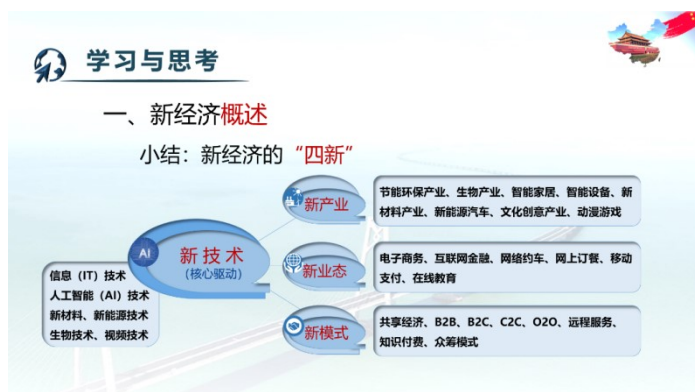 学习与思考
一、新经济概述
小结：新经济的“四新”
新产业
节能环保产业、生物产业、智能家居、智能设备、新
材料产业、新能源汽车、文化创意产业、动漫游戏
AI
新技术
(核心驱动)
信息（IT）技术
人工智能（AI）技术
新材料、新能源技术
生物技术、视频技术
新业态
电子商务、互联网金融、网络约车、网上订餐、移动
支付、在线教育
新模式
共享经济、B2B、B2C、C2C、O2O、远程服务、
知识付费、众筹模式